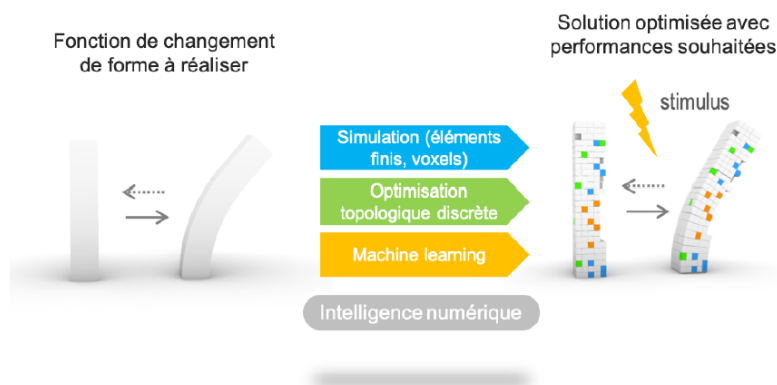 Fonction de changement
de forme à réaliser
Simulation (éléments
finis, voxels)
Optimisation
topologique discrète
Machine learning
Intelligence numérique
Solution optimisée avec
performances souhaitées
stimulus